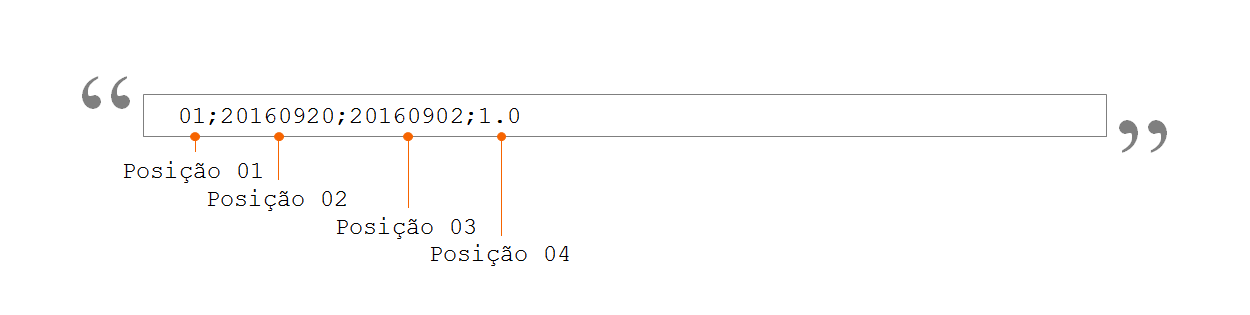 “
01;20160920;20160902;1.0
”
Posição 01
Posição 02
Posição 03
Posição 04